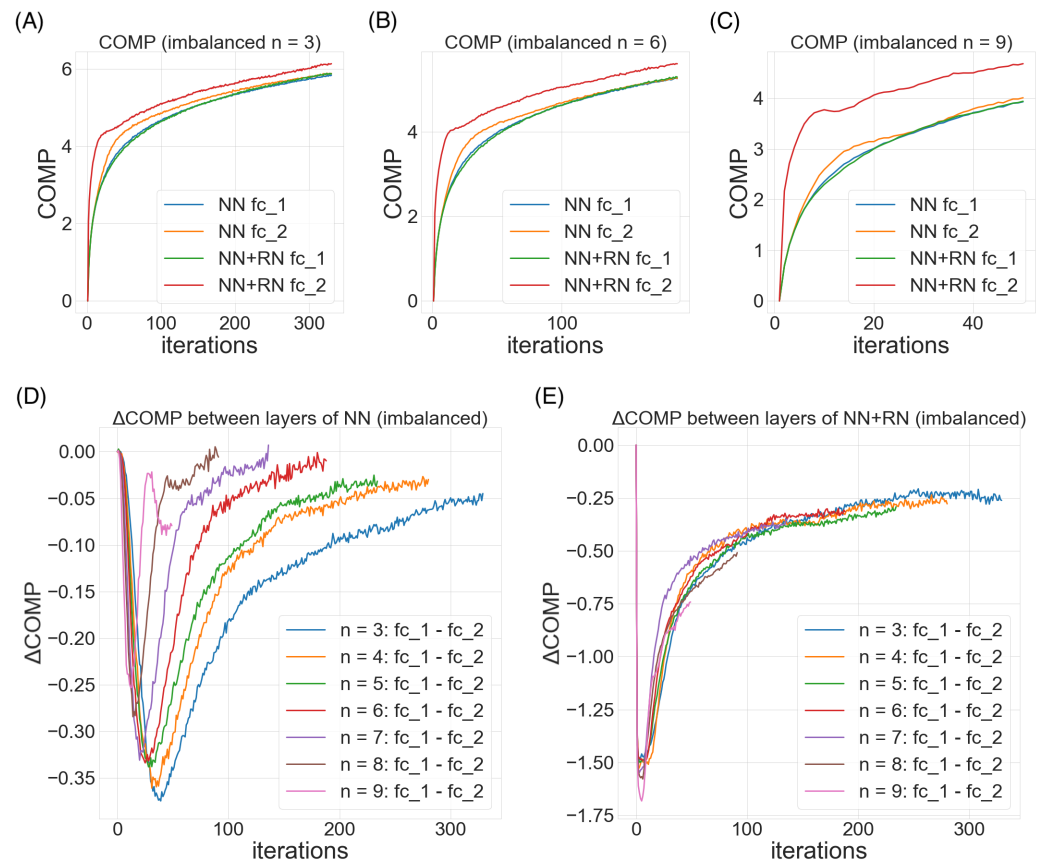 (A)
COMP (imbalanced n = 3)
COMP
6
4
2
0
0
100
200
300
iterations
NN fc_1
NN fc_2
NN+RN fc_1
NN+RN fc_2
(B)
COMP (imbalanced n = 6)
COMP
4
2
0
0
100
iterations
NN fc_1
NN fc_2
NN+RN fc_1
NN+RN fc_2
(C)
COMP (imbalanced n = 9)
COMP
4
3
2
1
0
0
20
40
iterations
NN fc_1
NN fc_2
NN+RN fc_1
NN+RN fc_2
(D)
ΔCOMP between layers of NN (imbalanced)
ΔCOMP
0.00
−0.05
−0.10
−0.15
−0.20
−0.25
−0.30
−0.35
0
100
200
300
iterations
n = 3: fc_1 - fc_2
n = 4: fc_1 - fc_2
n = 5: fc_1 - fc_2
n = 6: fc_1 - fc_2
n = 7: fc_1 - fc_2
n = 8: fc_1 - fc_2
n = 9: fc_1 - fc_2
(E)
ΔCOMP between layers of NN+RN (imbalanced)
ΔCOMP
0.00
−0.25
−0.50
−0.75
−1.00
−1.25
−1.50
−1.75
0
100
200
300
iterations
n = 3: fc_1 - fc_2
n = 4: fc_1 - fc_2
n = 5: fc_1 - fc_2
n = 6: fc_1 - fc_2
n = 7: fc_1 - fc_2
n = 8: fc_1 - fc_2
n = 9: fc_1 - fc_2